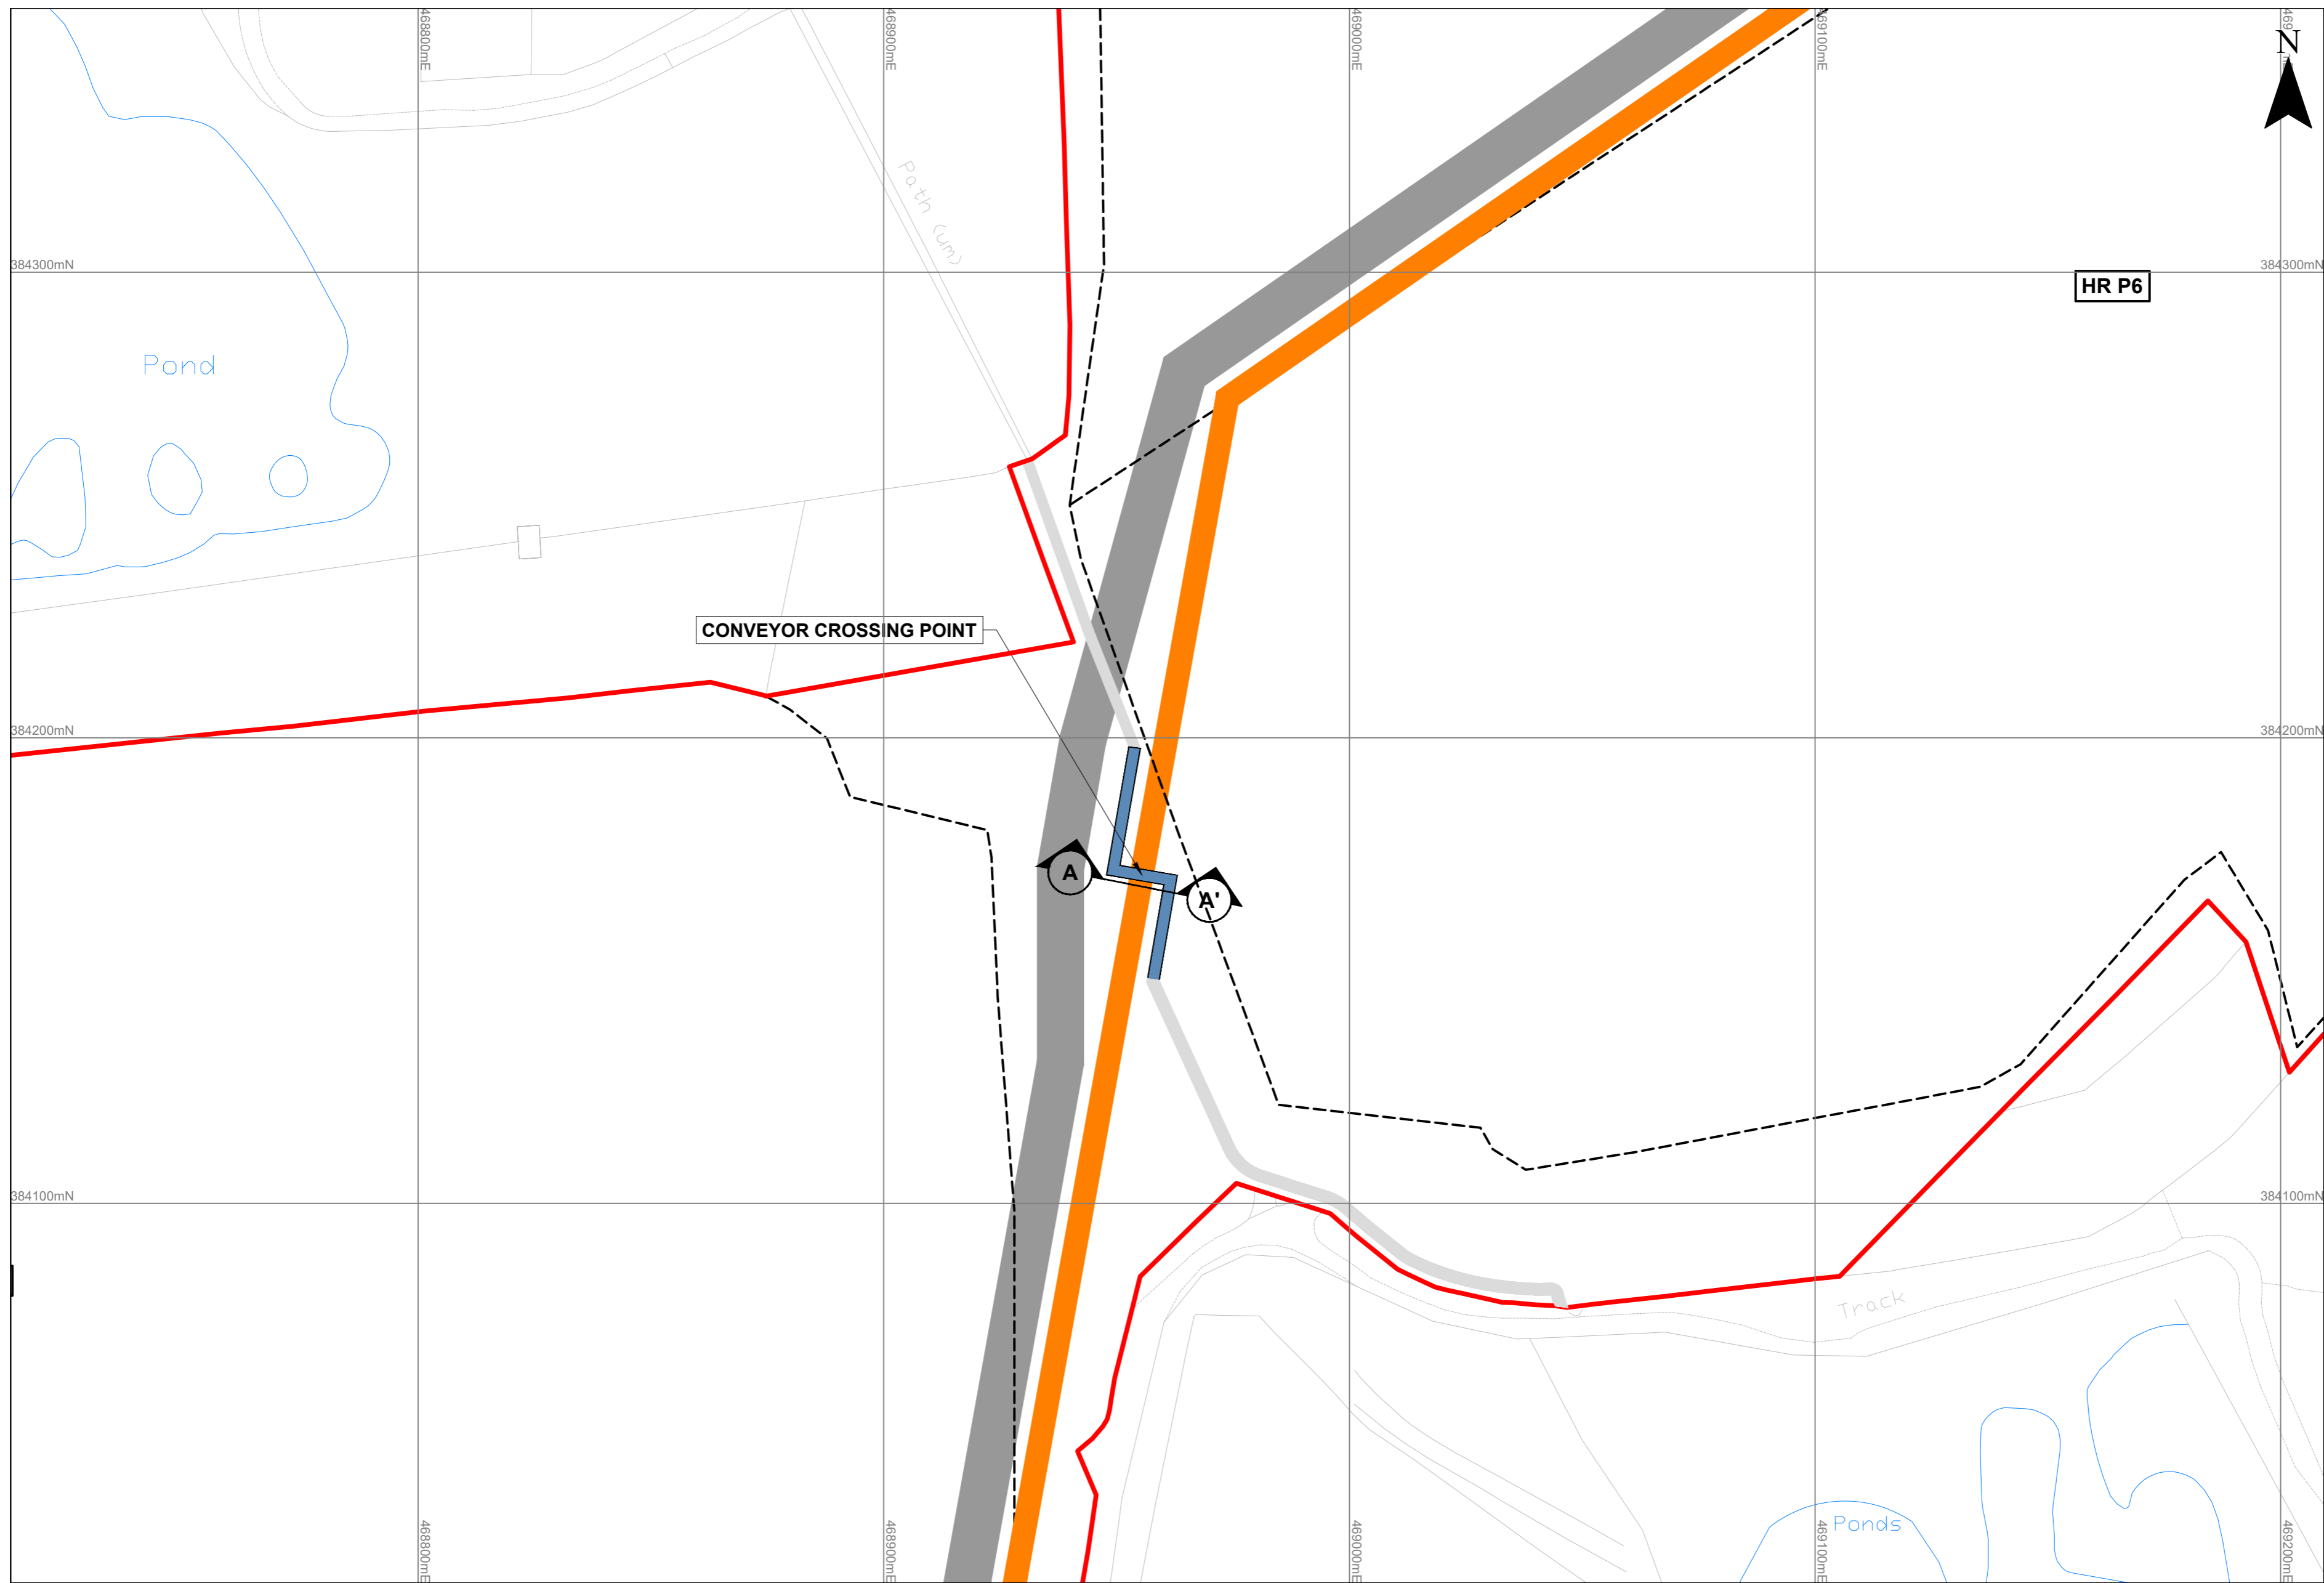 468800mE
468900mE
469000mE
469100mE
N
Path (um)
384300mN
384300mN
HR P6
Pond
CONVEYOR CROSSING POINT
384200mN
384200mN
A
A'
384100mN
384100mN
Track
Ponds
468800mE
468900mE
469000mE
469100mE
469200mE